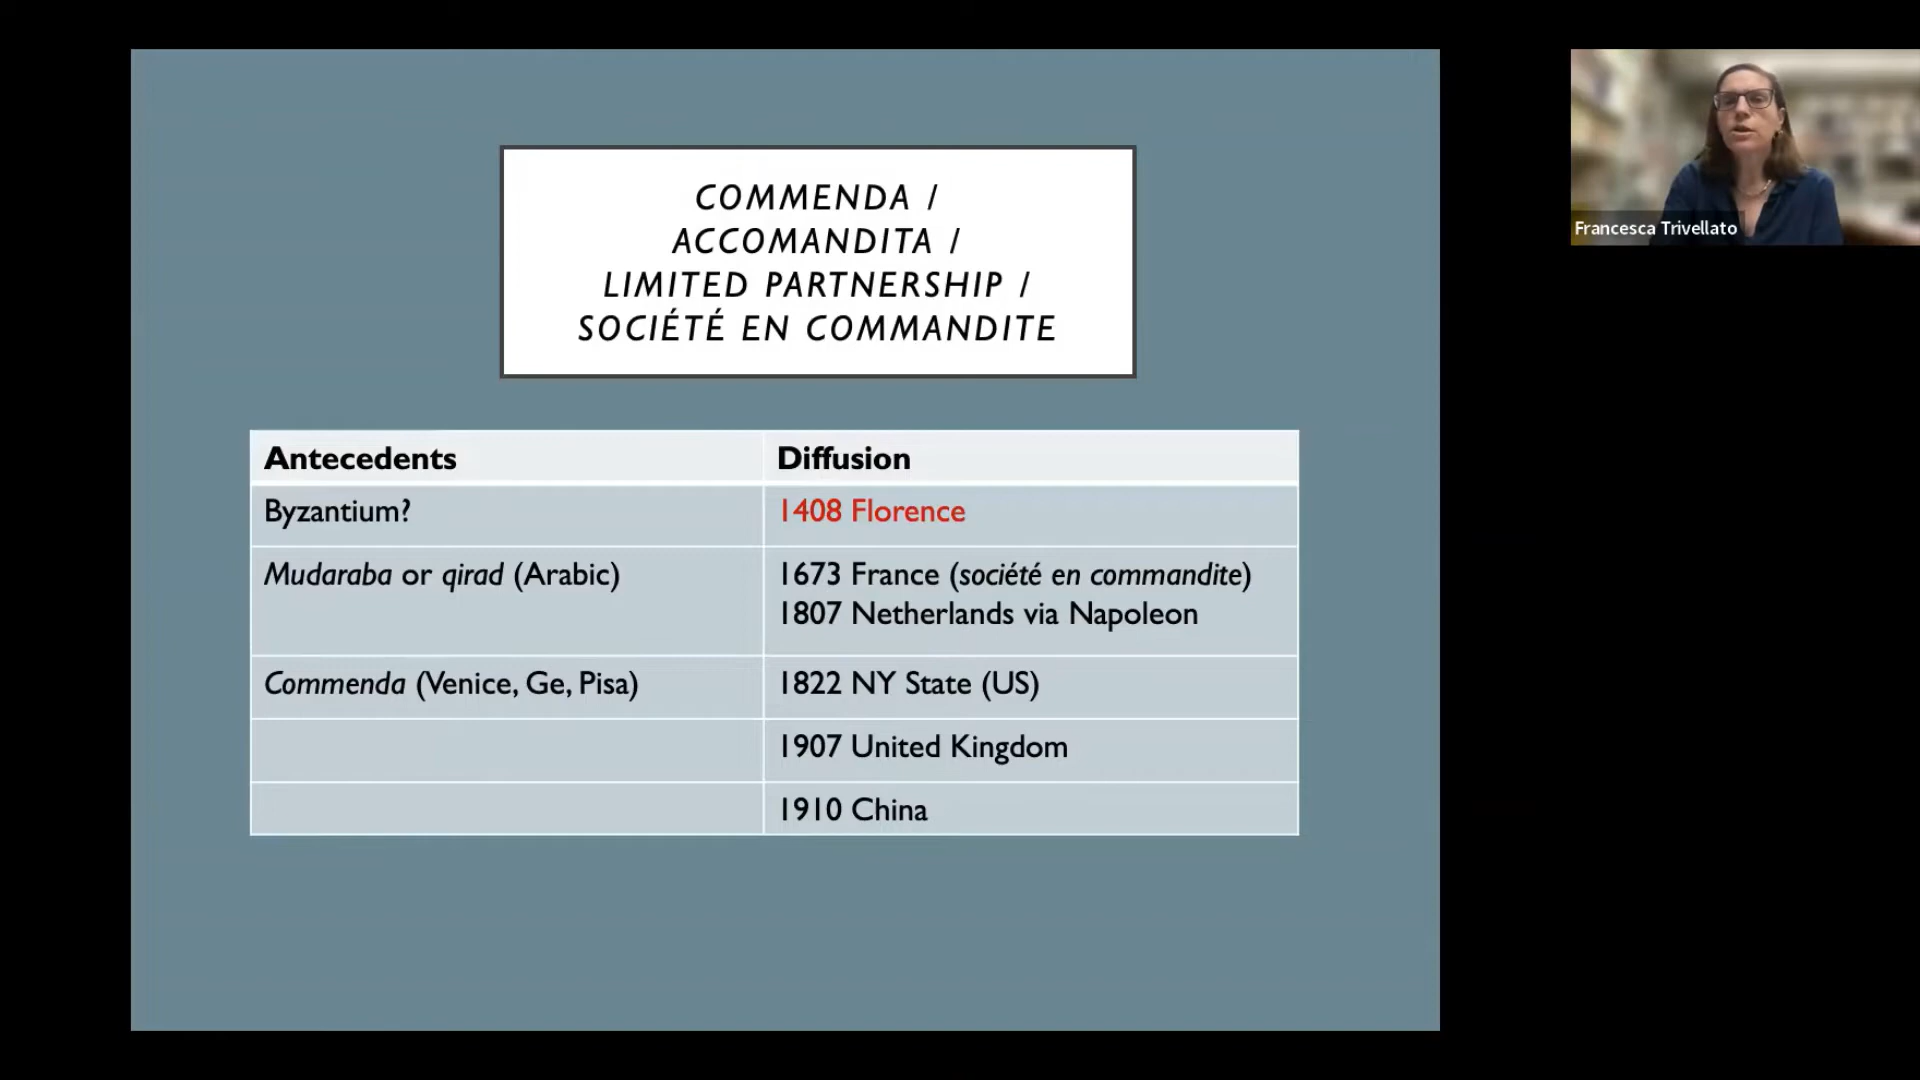 COMMENDA /
ACCOMANDITA /
LIMITED PARTNERSHIP /
SOCIÉTÉ EN COMMANDITE
Antecedents
Diffusion
Byzantium?
1408 Florence
Mudaraba or qirad (Arabic)
1673 France (société en commandite)
1807 Netherlands via Napoleon
Commenda (Venice, Ge, Pisa)
1822 NY State (US)
1907 United Kingdom
1910 China
Francesca Trivellato